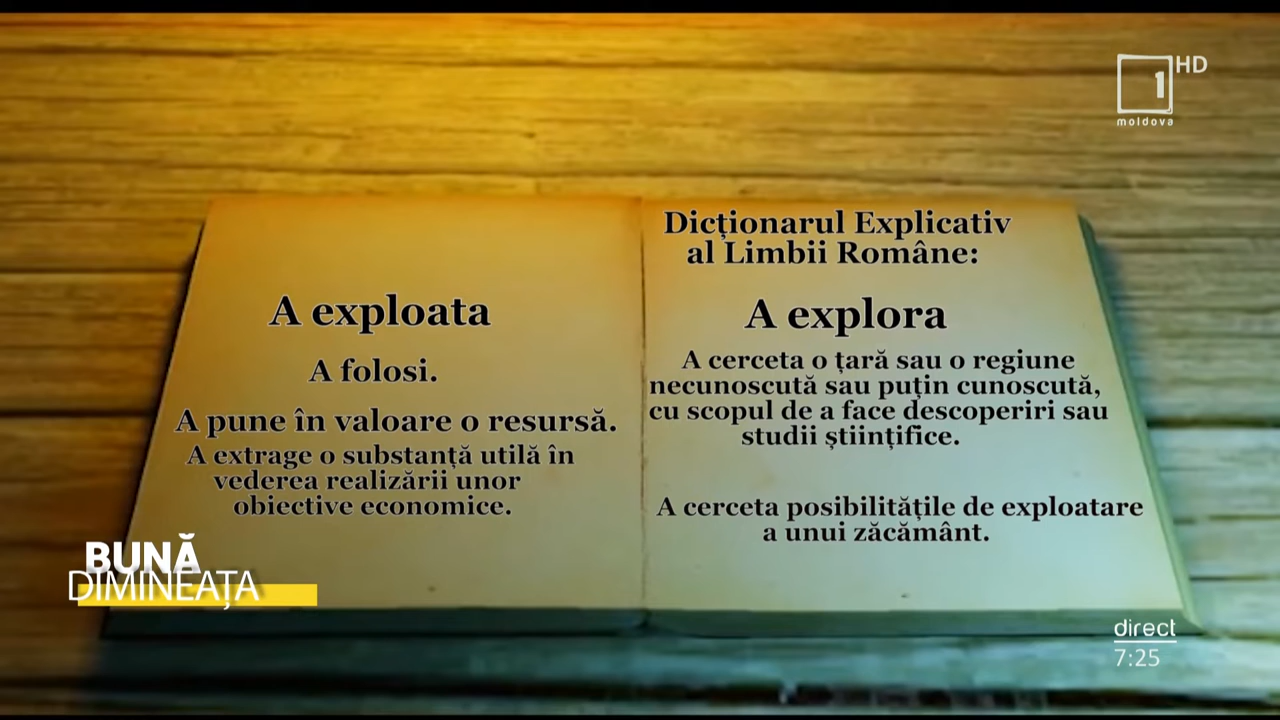 1 HD
moldova
A exploata
A folosi.
A pune în valoare o resursă.
A extrage o substanță utilă în
vederea realizării unor
obiective economice.
Dicționarul Explicativ
al Limbii Române:
A explora
A cerceta o țară sau o regiune
necunoscută sau puțin cunoscută,
cu scopul de a face descoperiri sau
studii științifice.
A cerceta posibilitățile de exploatare
a unui zăcământ.
BUNĂ
DIMINEAȚA
direct
7:25